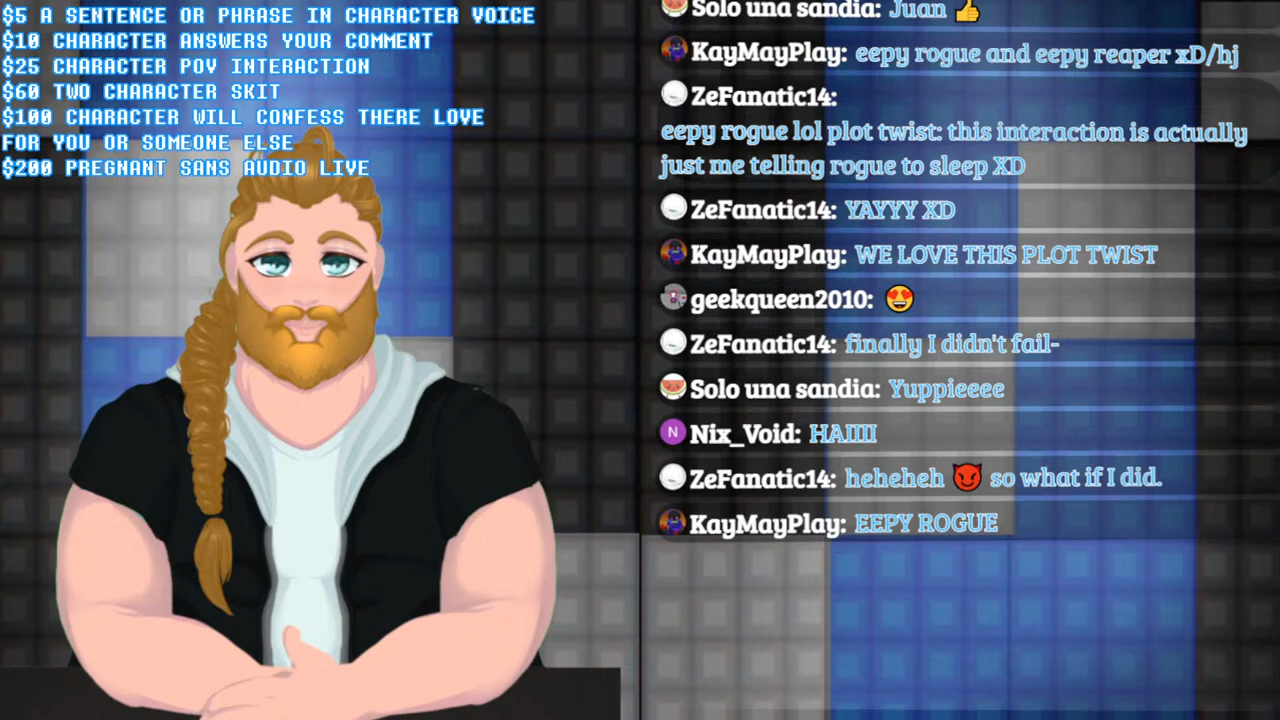 $5 A SENTENCE OR PHRASE IN CHARACTER VOICE
$10 CHARACTER ANSWERS YOUR COMMENT
$25 CHARACTER POV INTERACTION
$60 TWO CHARACTER SKIT
$100 CHARACTER WILL CONFESS THERE LOVE
FOR YOU OR SOMEONE ELSE
$200 PREGNANT SANS AUDIO LIVE
Solo una sandia: Juan 👍
KayMayPlay: eepy rogue and eepy reaper xD/hj
ZeFanatic14:
eepy rogue lol plot twist: this interaction is actually
just me telling rogue to sleep XD
ZeFanatic14: YAYYY XD
KayMayPlay: WE LOVE THIS PLOT TWIST
geekqueen2010: 😍
ZeFanatic14: finally I didn't fail-
Solo una sandia: Yuppieeee
N Nix_Void: HAIIII
ZeFanatic14: heheheh 😈 so what if I did.
KayMayPlay: EEPY ROGUE